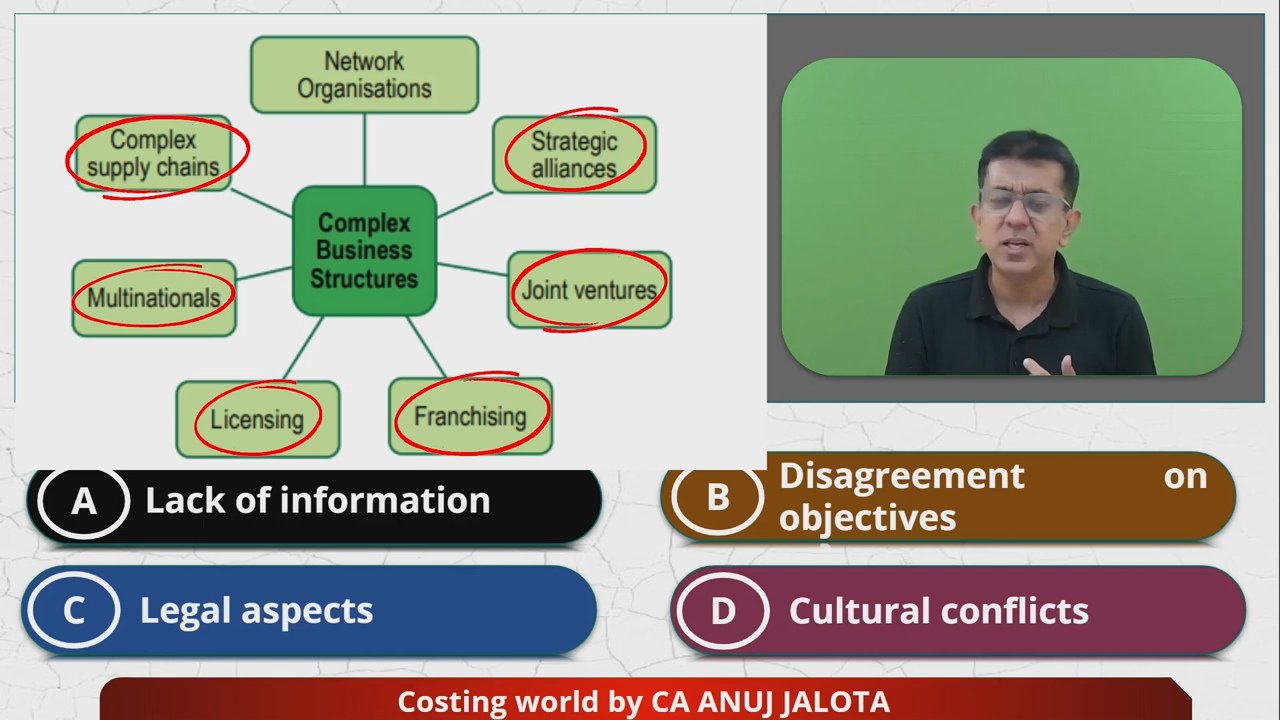 Network
Organisations
Complex
supply chains
Strategic
alliances
Complex
Business
Structures
Multinationals
Joint ventures
Licensing
Franchising
A
Lack of information
B
Disagreement on
objectives
C
Legal aspects
D
Cultural conflicts
Costing world by CA ANUJ JALOTA